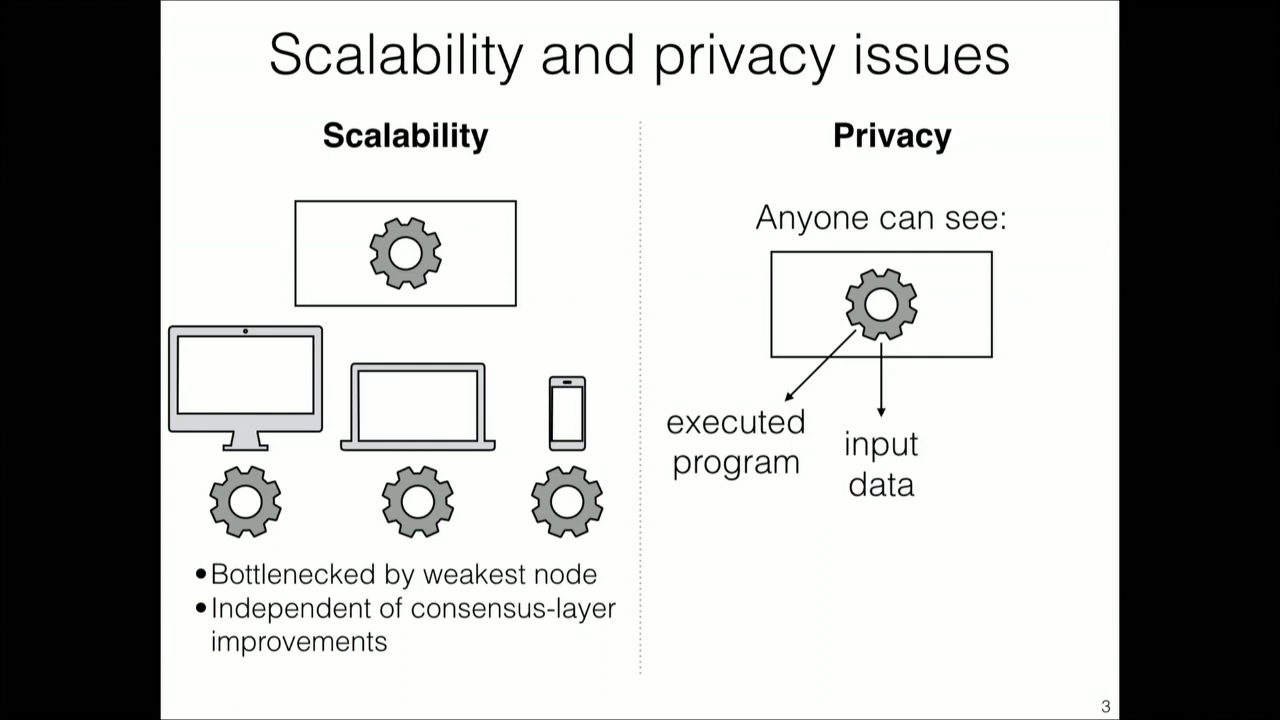 Scalability and privacy issues
Scalability
• Bottlenecked by weakest node
• Independent of consensus-layer
improvements
Privacy
Anyone can see:
executed
program
input
data
3